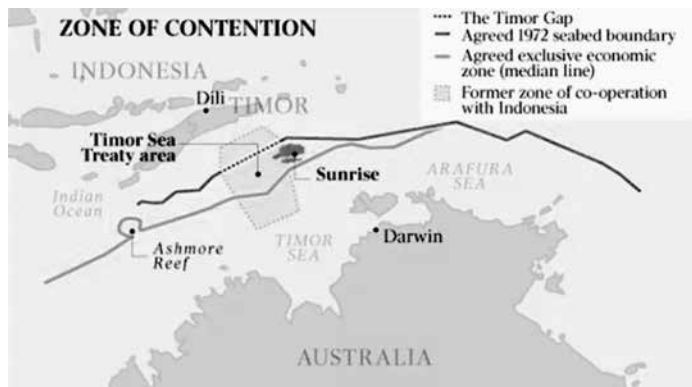 ZONE OF CONTENTION
The Timor Gap
Agreed 1972 seabed boundary
Agreed exclusive economic
zone (median line)
Former zone of co-operation
with Indonesia
INDONESIA
Dili
TIMOR
Timor Sea
Treaty area
Sunrise
ARAFURA
SEA
Indian
Ocean
Ashmore
Reef
TIMOR
SEA
Darwin
AUSTRALIA